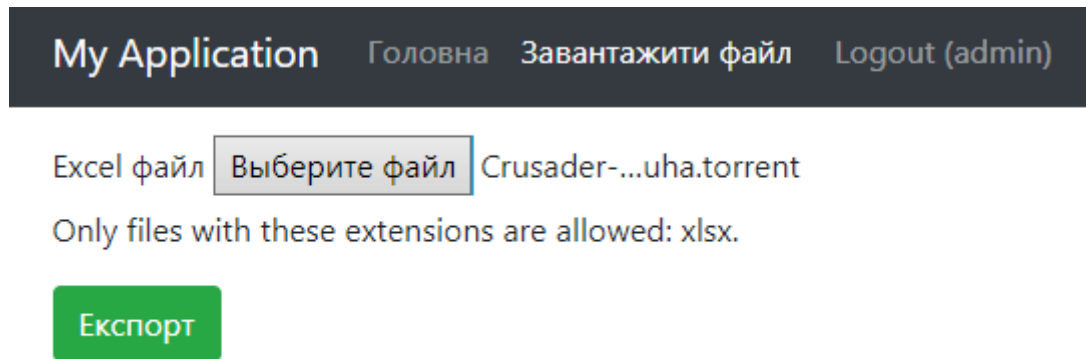 My Application Головна Завантажити файл Logout (admin)
Excel файл Выберите файл Crusader-...uha.torrent
Only files with these extensions are allowed: xlsx.
Експорт